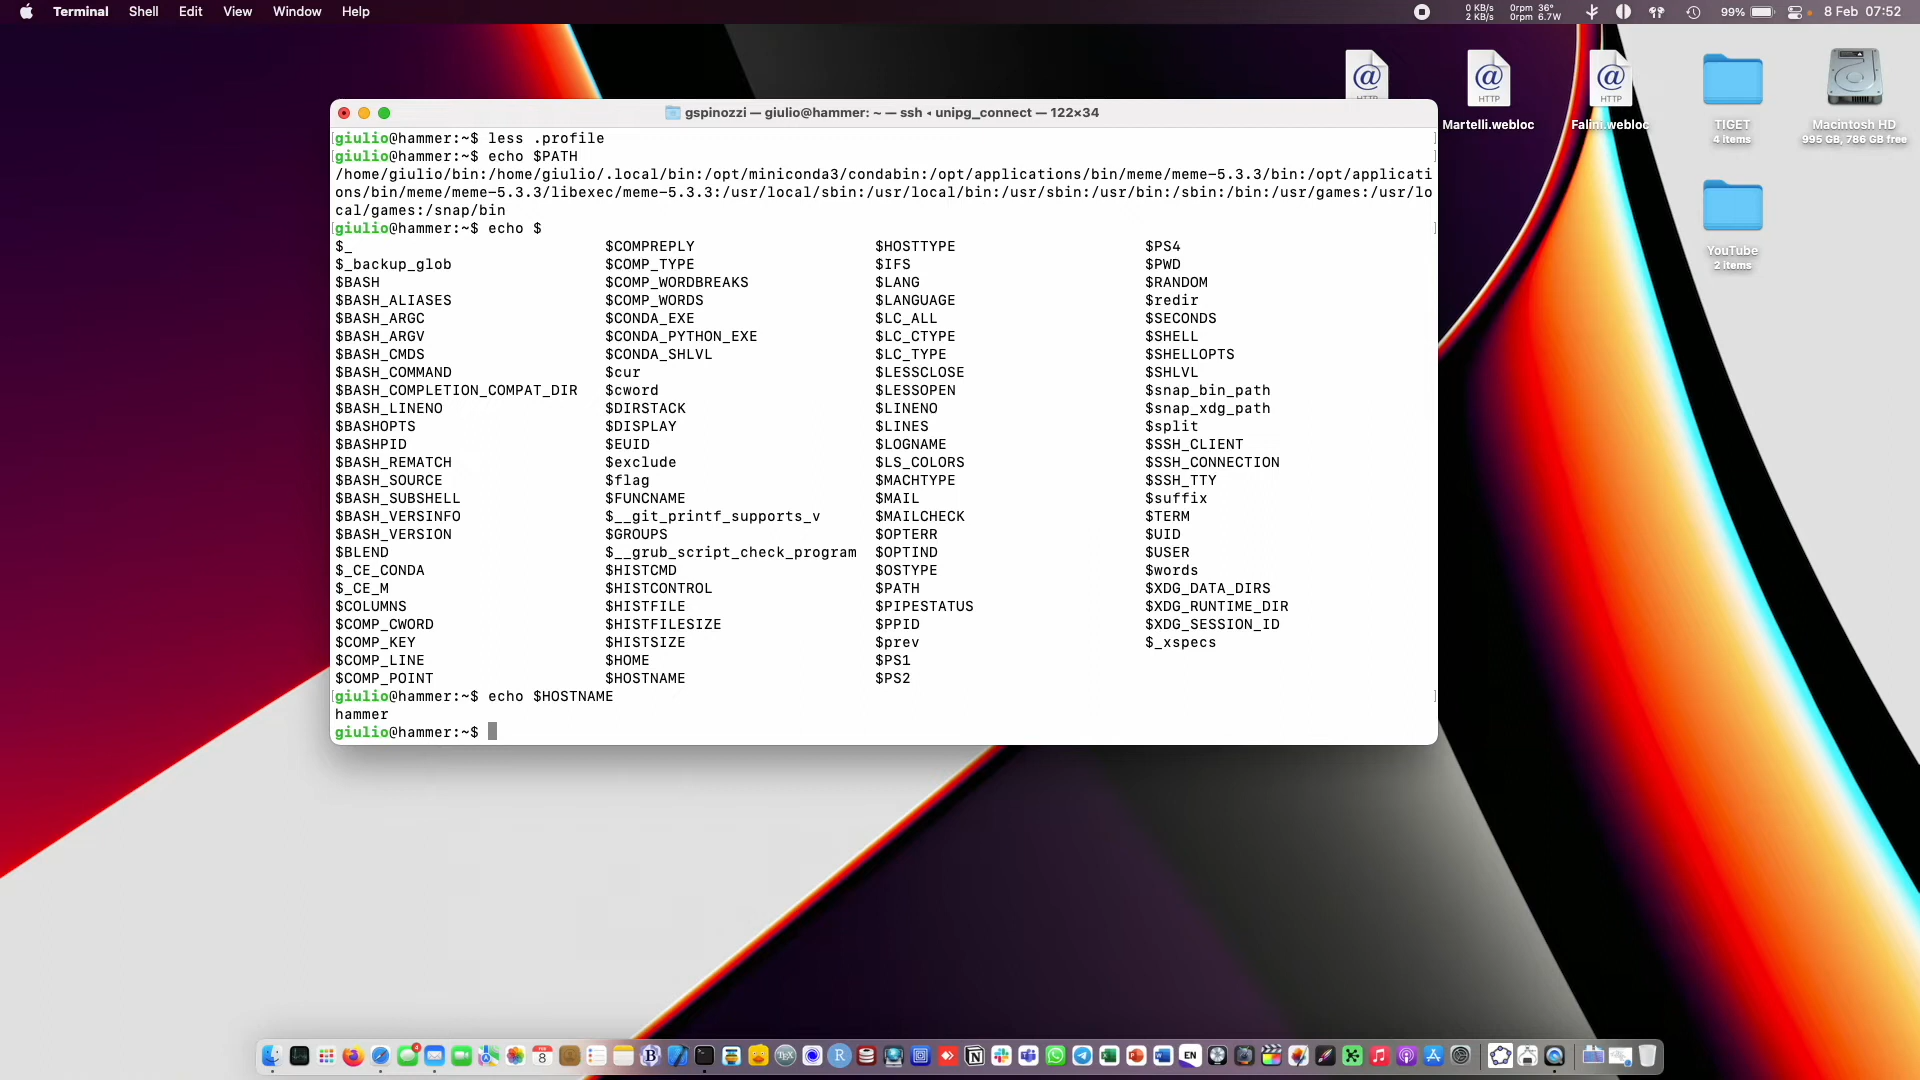 Terminal Shell Edit View Window Help
0 KB/s 0rpm 36°
2 KB/s 0rpm 6.7W
99% 8 Feb 07:52
gspinozzi — giulio@hammer: ~ — ssh ◂ unipg_connect — 122×34
HTTP HTTP HTTP
Martelli.webloc Falini.webloc TIGET Macintosh HD
4 items 995 GB, 786 GB free
YouTube
2 items
[giulio@hammer:~$ less .profile ]
[giulio@hammer:~$ echo $PATH ]
/home/giulio/bin:/home/giulio/.local/bin:/opt/miniconda3/condabin:/opt/applications/bin/meme/meme-5.3.3/bin:/opt/applicati
ons/bin/meme/meme-5.3.3/libexec/meme-5.3.3:/usr/local/sbin:/usr/local/bin:/usr/sbin:/usr/bin:/sbin:/bin:/usr/games:/usr/lo
cal/games:/snap/bin
[giulio@hammer:~$ echo $ ]
$_ $COMPREPLY $HOSTTYPE $PS4
$_backup_glob $COMP_TYPE $IFS $PWD
$BASH $COMP_WORDBREAKS $LANG $RANDOM
$BASH_ALIASES $COMP_WORDS $LANGUAGE $redir
$BASH_ARGC $CONDA_EXE $LC_ALL $SECONDS
$BASH_ARGV $CONDA_PYTHON_EXE $LC_CTYPE $SHELL
$BASH_CMDS $CONDA_SHLVL $LC_TYPE $SHELLOPTS
$BASH_COMMAND $cur $LESSCLOSE $SHLVL
$BASH_COMPLETION_COMPAT_DIR $cword $LESSOPEN $snap_bin_path
$BASH_LINENO $DIRSTACK $LINENO $snap_xdg_path
$BASHOPTS $DISPLAY $LINES $split
$BASHPID $EUID $LOGNAME $SSH_CLIENT
$BASH_REMATCH $exclude $LS_COLORS $SSH_CONNECTION
$BASH_SOURCE $flag $MACHTYPE $SSH_TTY
$BASH_SUBSHELL $FUNCNAME $MAIL $suffix
$BASH_VERSINFO $__git_printf_supports_v $MAILCHECK $TERM
$BASH_VERSION $GROUPS $OPTERR $UID
$BLEND $__grub_script_check_program $OPTIND $USER
$_CE_CONDA $HISTCMD $OSTYPE $words
$_CE_M $HISTCONTROL $PATH $XDG_DATA_DIRS
$COLUMNS $HISTFILE $PIPESTATUS $XDG_RUNTIME_DIR
$COMP_CWORD $HISTFILESIZE $PPID $XDG_SESSION_ID
$COMP_KEY $HISTSIZE $prev $_xspecs
$COMP_LINE $HOME $PS1
$COMP_POINT $HOSTNAME $PS2
[giulio@hammer:~$ echo $HOSTNAME ]
hammer
giulio@hammer:~$